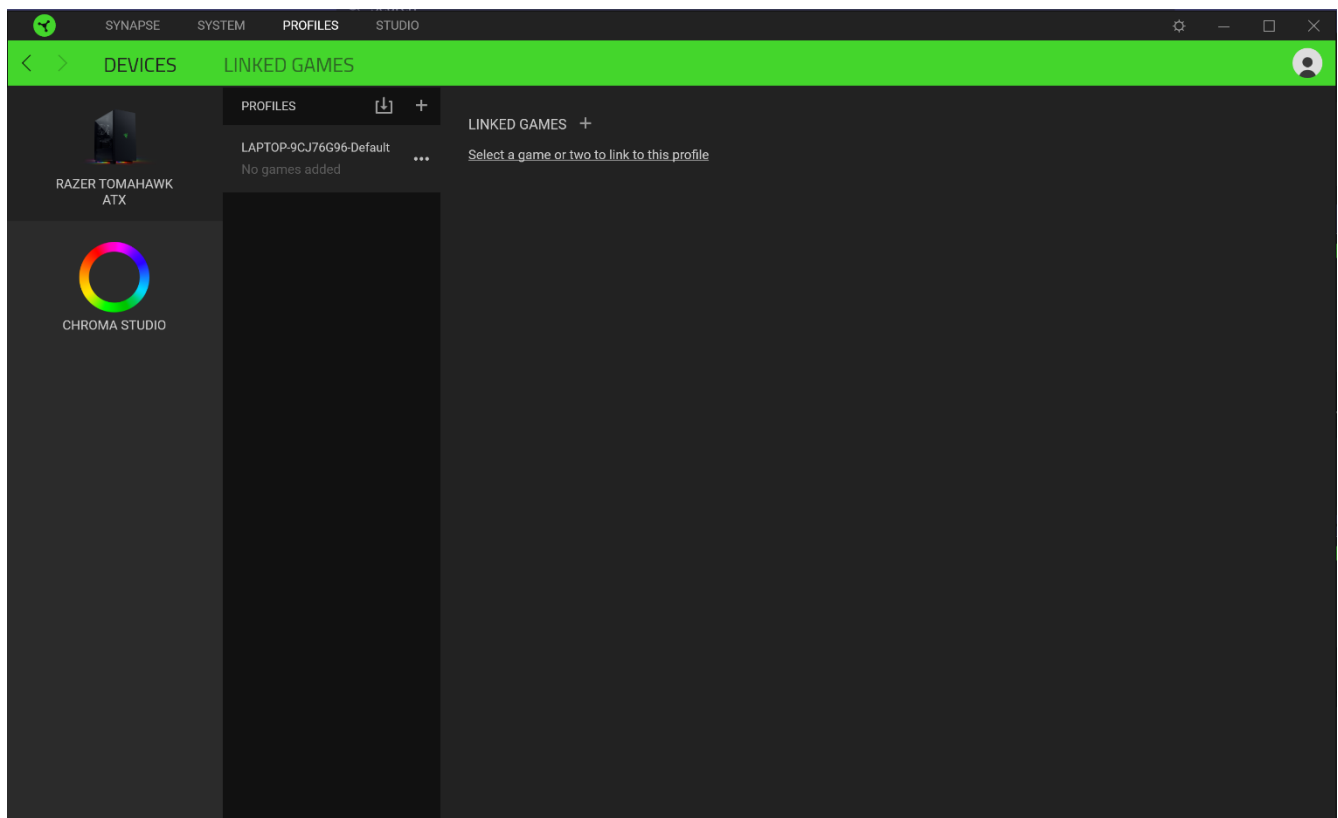 SYNAPSE SYSTEM PROFILES STUDIO
DEVICES LINKED GAMES
RAZER TOMAHAWK
ATX
CHROMA STUDIO
PROFILES
LAPTOP-9CJ76G96-Default
No games added
LINKED GAMES
Select a game or two to link to this profile